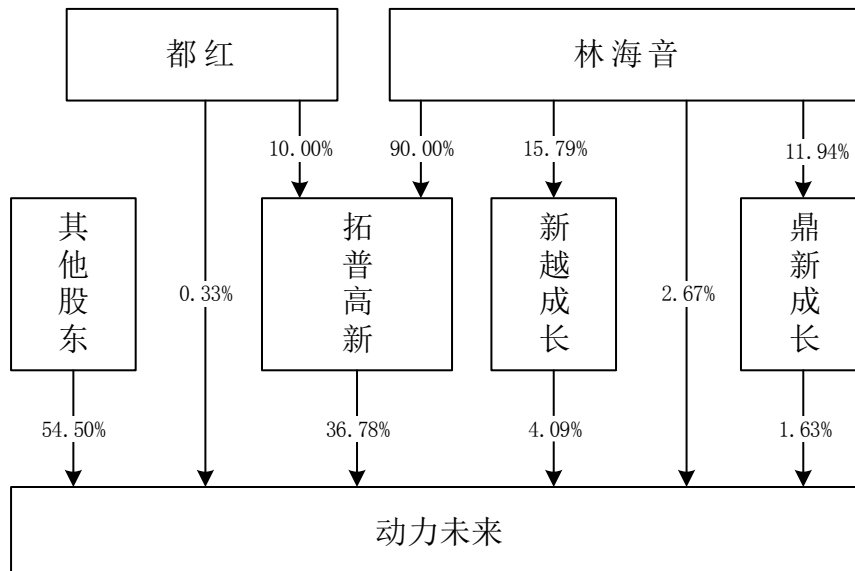 都红
林海音
10.00%
90.00%
15.79%
11.94%
其他股东
拓普高新
新越成长
鼎新成长
0.33%
2.67%
54.50%
36.78%
4.09%
1.63%
动力未来